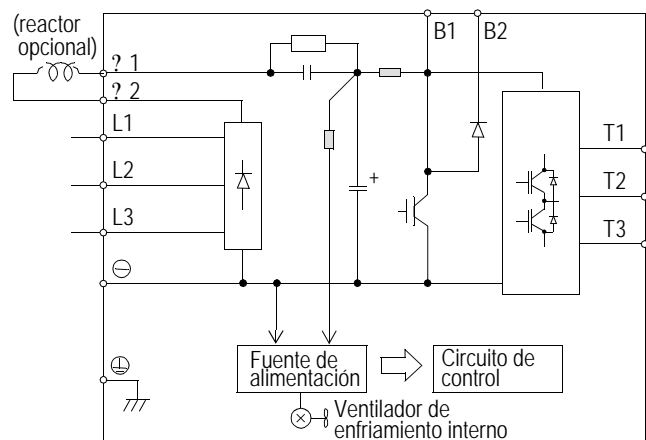 (reactor
opcional)
B1
B2
? 1
? 2
L1
L2
L3
T1
T2
T3
+
Fuente de
alimentación
Circuito de
control
Ventilador de
enfriamiento interno